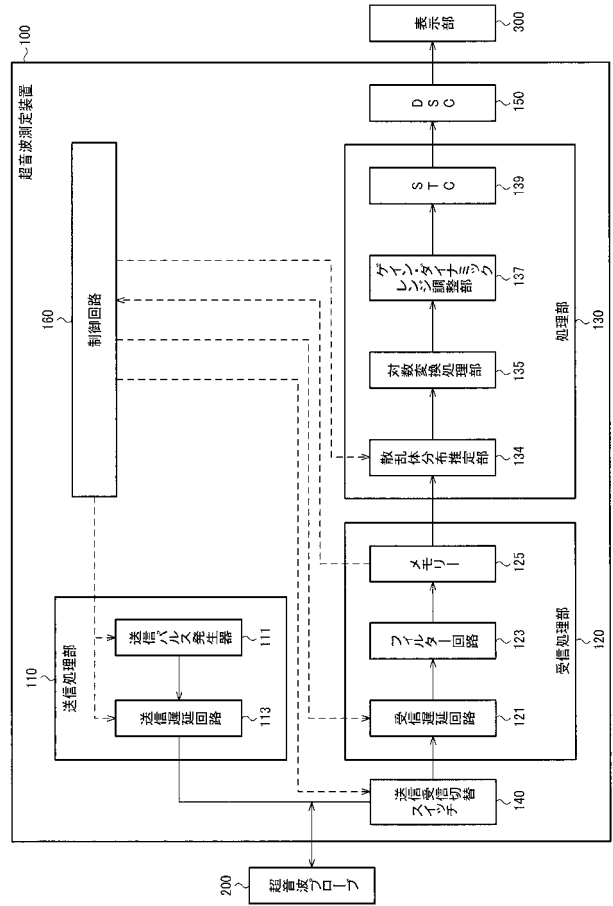 超音波測定装置
100
160
制御回路
110
送信処理部
送信パルス発生器
111
送信遅延回路
113
200
超音波プローブ
送信受信切替
スイッチ
140
受信遅延回路
121
フィルター回路
123
メモリー
125
受信処理部
120
散乱体分布推定部
134
対数変換処理部
135
ゲイン・ダイナミック
レンジ調整部
137
STC
139
処理部
130
DSC
150
表示部
300